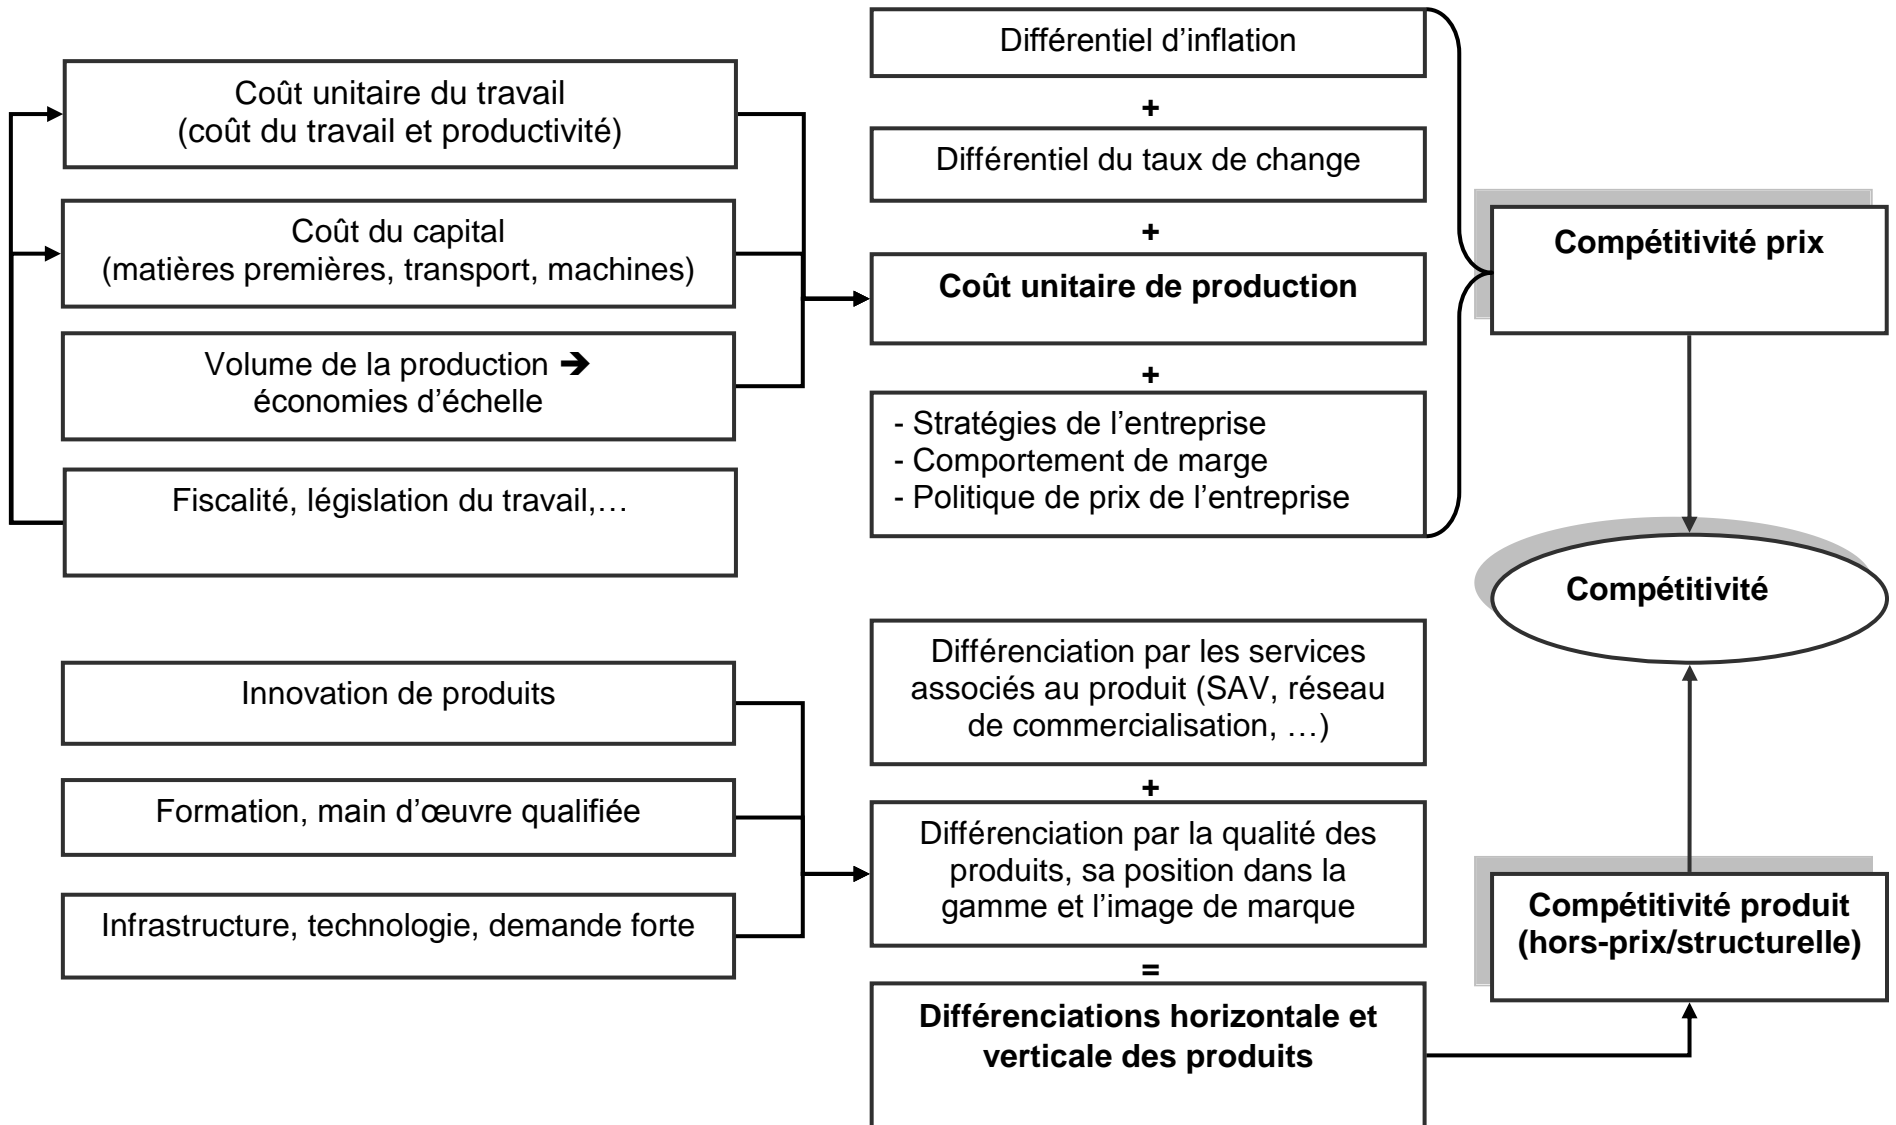 Coût unitaire du travail
(coût du travail et productivité)
Coût du capital
(matières premières, transport, machines)
Volume de la production ➔
économies d’échelle
Fiscalité, législation du travail,…
Différentiel d’inflation
+
Différentiel du taux de change
+
Coût unitaire de production
+
- Stratégies de l’entreprise
- Comportement de marge
- Politique de prix de l’entreprise
Compétitivité prix
Compétitivité
Innovation de produits
Formation, main d’œuvre qualifiée
Infrastructure, technologie, demande forte
Différenciation par les services
associés au produit (SAV, réseau
de commercialisation, …)
+
Différenciation par la qualité des
produits, sa position dans la
gamme et l’image de marque
=
Différenciations horizontale et
verticale des produits
Compétitivité produit
(hors-prix/structurelle)